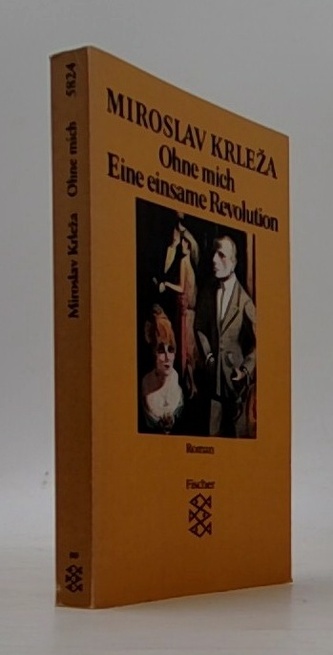 MIROSLAV KRLEŽA
Ohne mich
Eine einsame Revolution
Roman
Fischer
Miroslav Krleža Ohne mich 5824